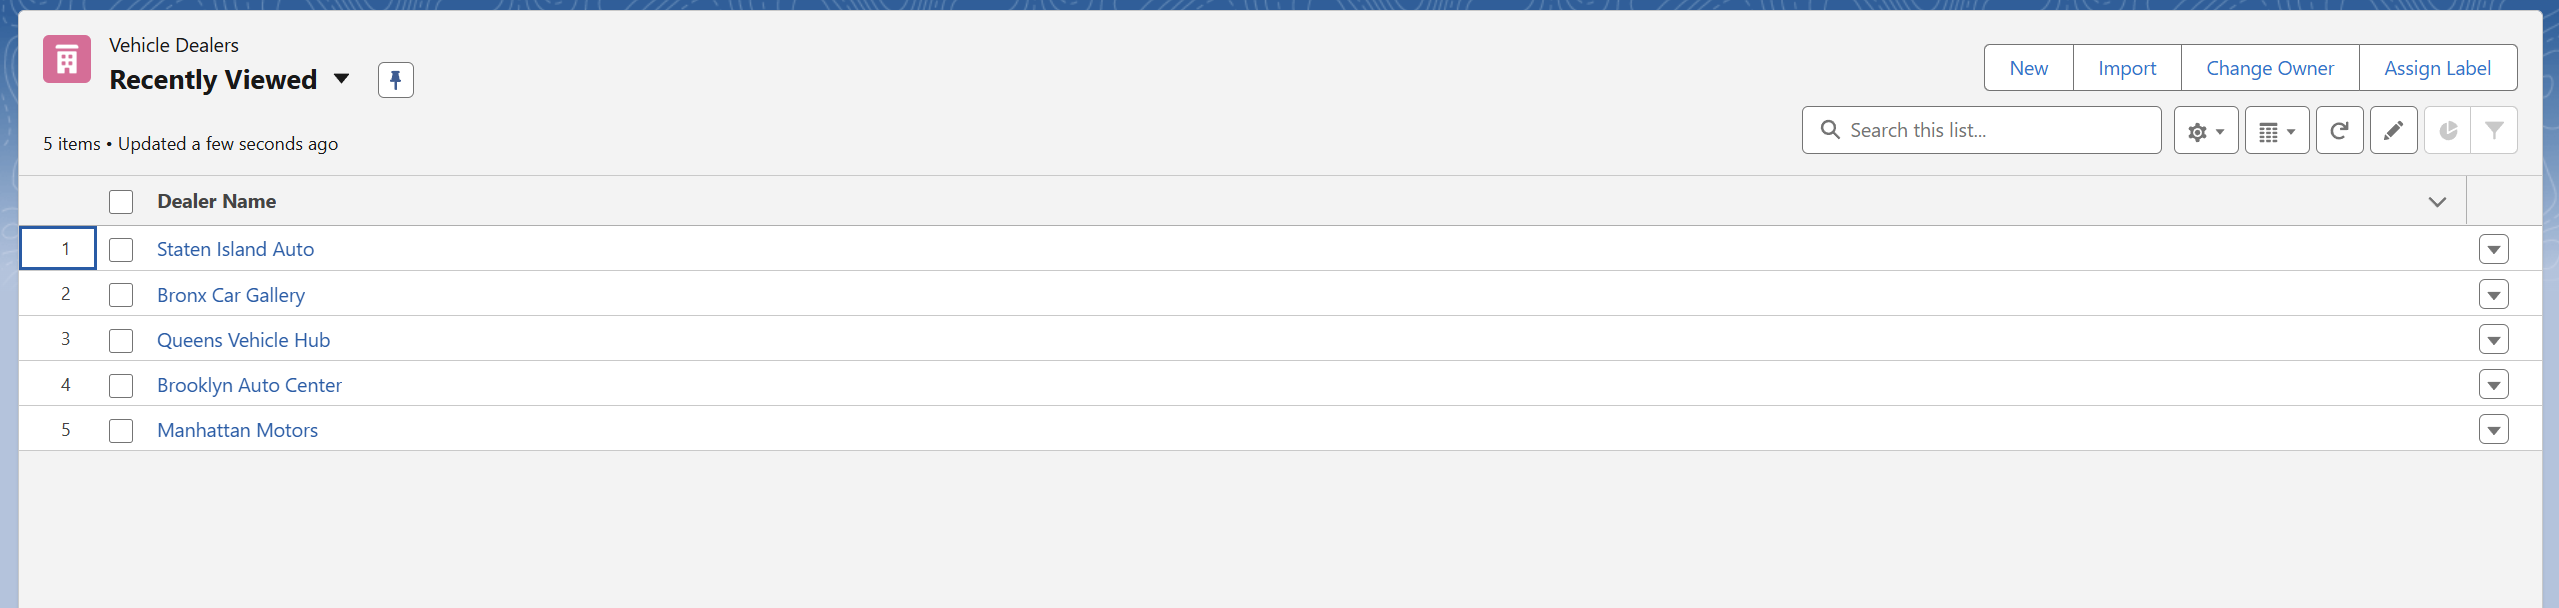 Vehicle Dealers
Recently Viewed
New Import Change Owner Assign Label
5 items • Updated a few seconds ago
Search this list...
Dealer Name
1 Staten Island Auto
2 Bronx Car Gallery
3 Queens Vehicle Hub
4 Brooklyn Auto Center
5 Manhattan Motors